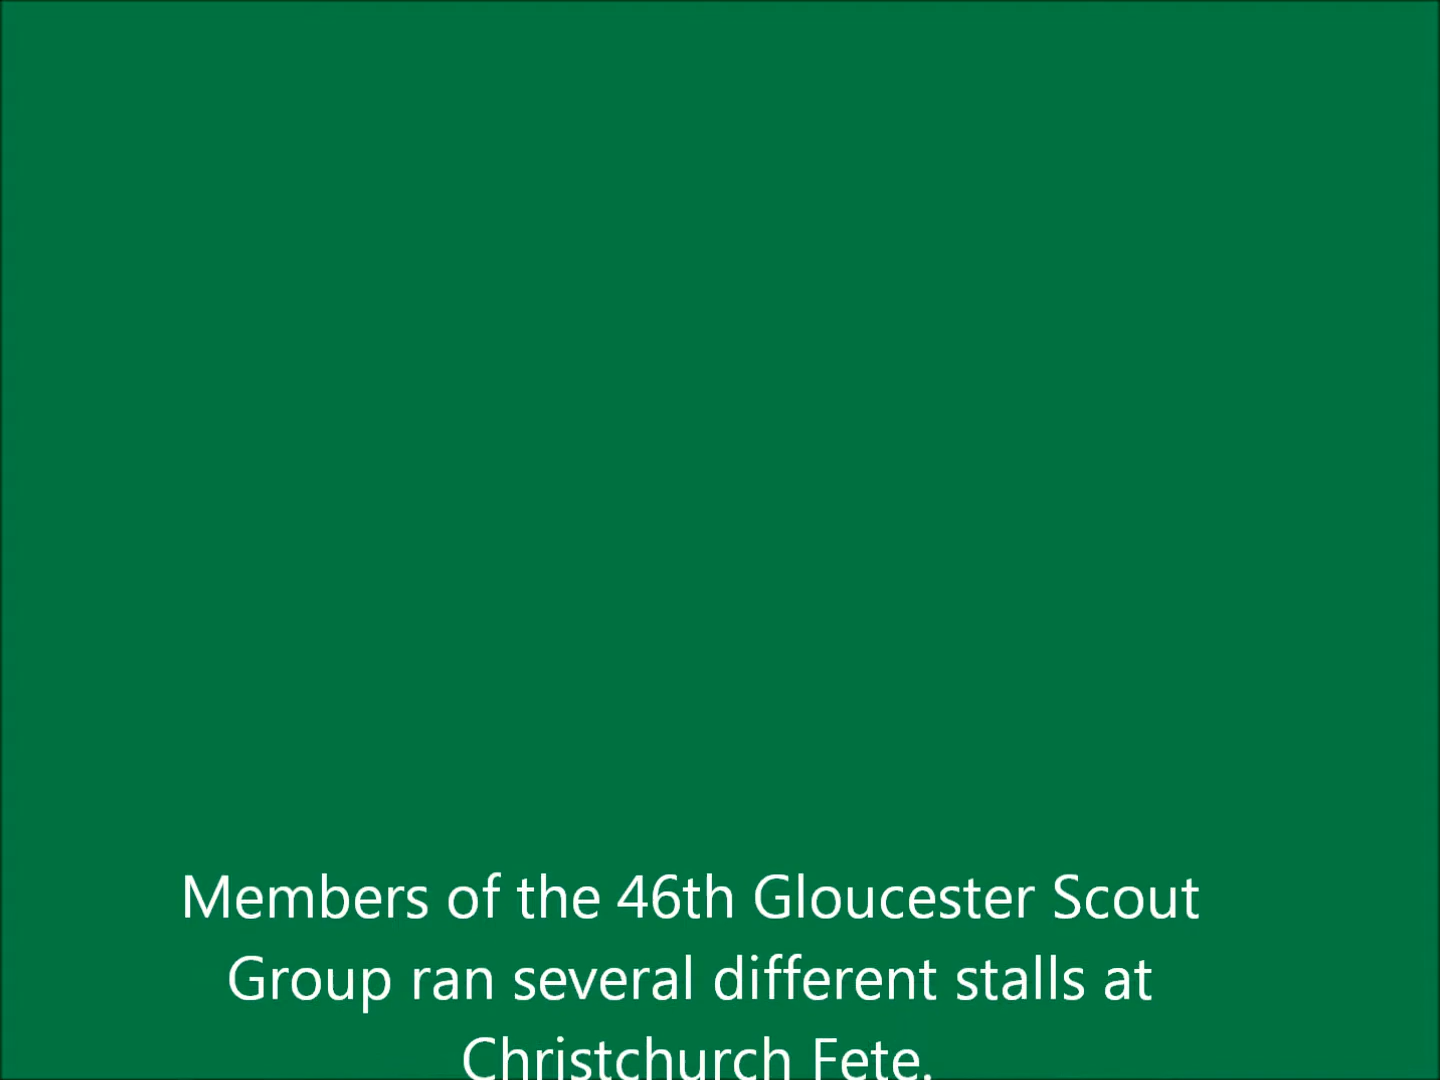 Members of the 46th Gloucester Scout
Group ran several different stalls at
Christchurch Fete.